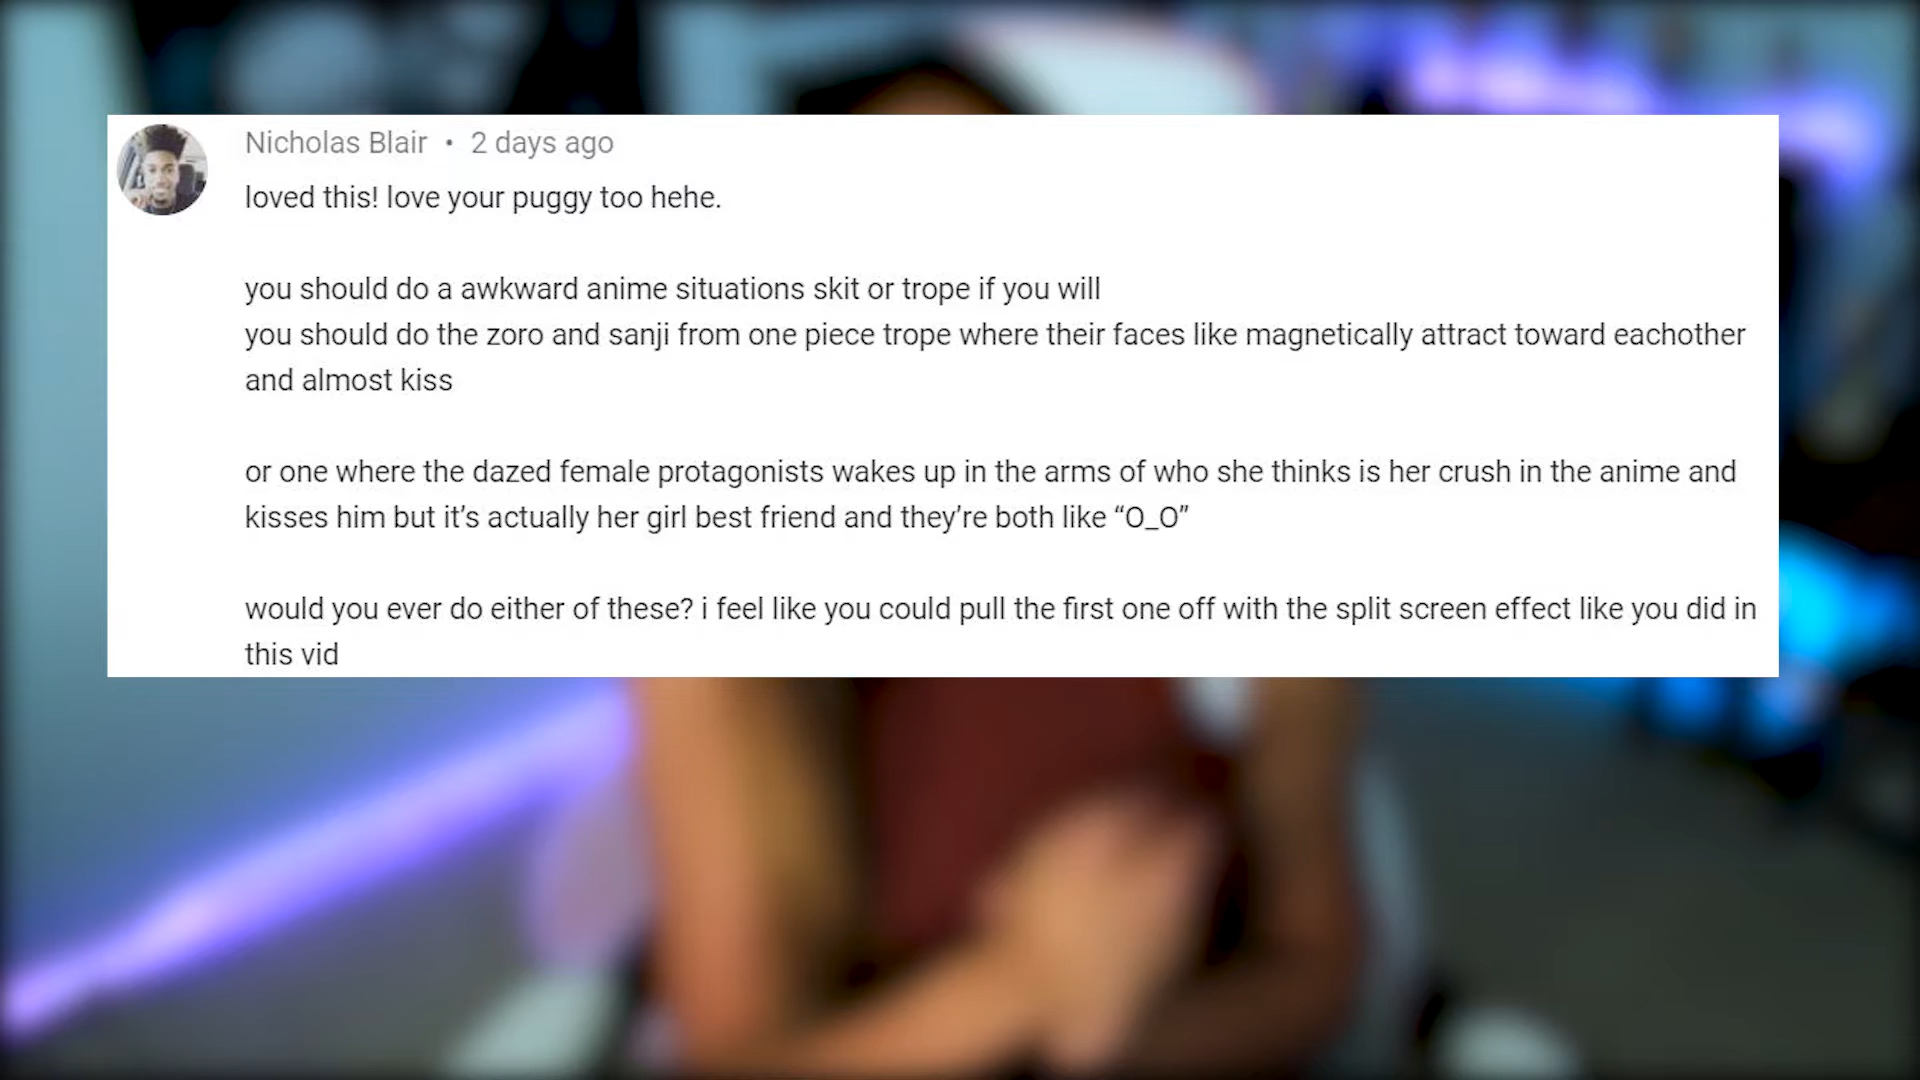 Nicholas Blair • 2 days ago
loved this! love your puggy too hehe.
you should do a awkward anime situations skit or trope if you will
you should do the zoro and sanji from one piece trope where their faces like magnetically attract toward eachother
and almost kiss
or one where the dazed female protagonists wakes up in the arms of who she thinks is her crush in the anime and
kisses him but it’s actually her girl best friend and they’re both like “O_O”
would you ever do either of these? i feel like you could pull the first one off with the split screen effect like you did in
this vid